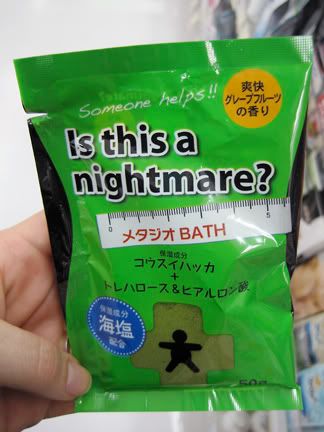 Someone helps!!
爽快
グレープフルーツ
の香り
Is this a
nightmare?
0 5
メタジオ BATH
保湿成分
コウスイハッカ
+
トレハロース&ヒアルロン酸
保湿成分
海塩
配合
50g